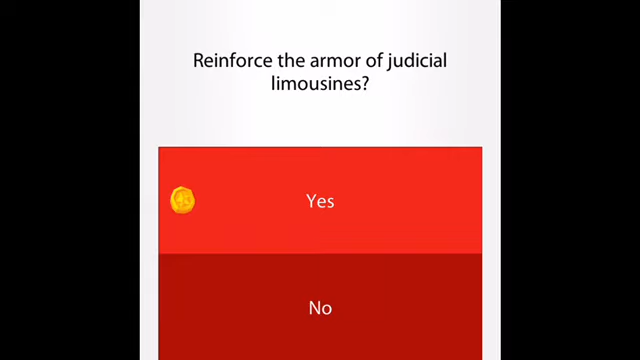 Reinforce the armor of judicial
limousines?
Yes
No